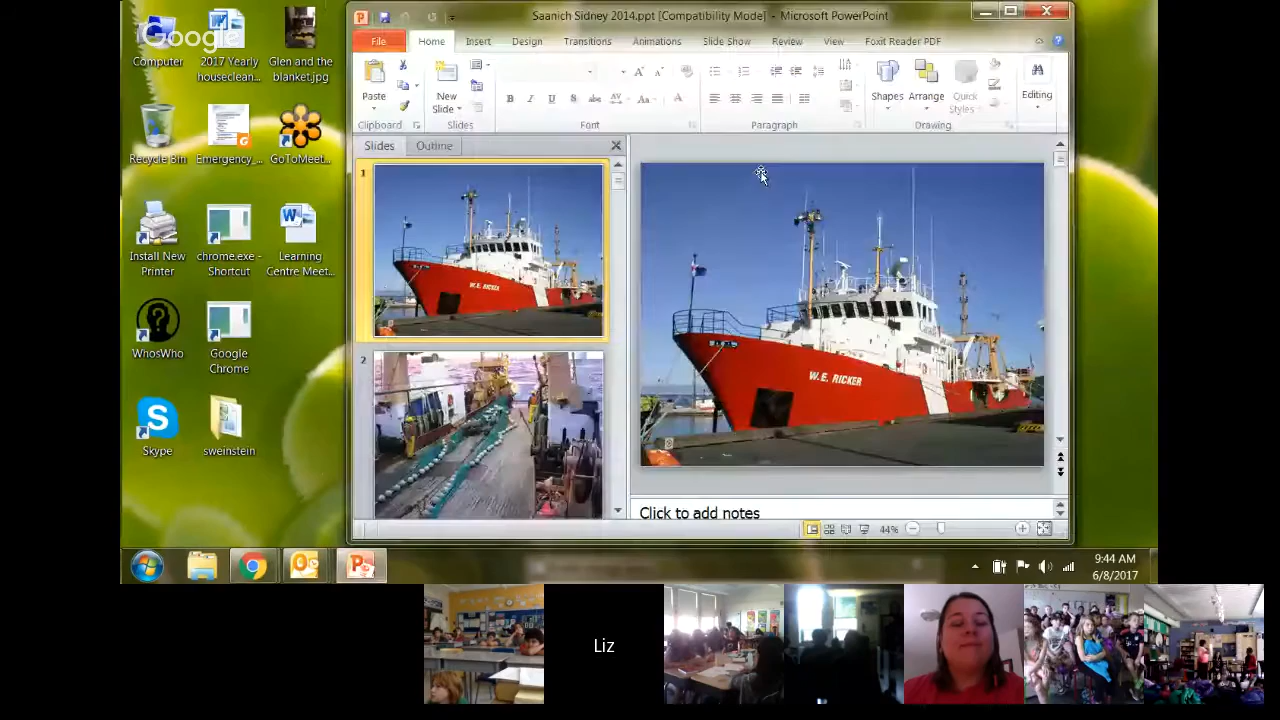 Google
Saanich Sidney 2014.ppt [Compatibility Mode] - Microsoft PowerPoint
File Home Insert Design Transitions Animations Slide Show Review View Foxit Reader PDF
Paste
New
Slide
Shapes Arrange Quick
Styles
Editing
Clipboard Slides Font Paragraph Drawing
Slides Outline
1
W.E. RICKER
2
W.E. RICKER
Click to add notes
44%
Computer
2017 Yearly
houseclean...
Glen and the
blanket.jpg
Recycle Bin
Emergency_...
GoToMeet...
Install New
Printer
chrome.exe -
Shortcut
Learning
Centre Meet...
WhosWho
Google
Chrome
Skype
sweinstein
9:44 AM
6/8/2017
Liz